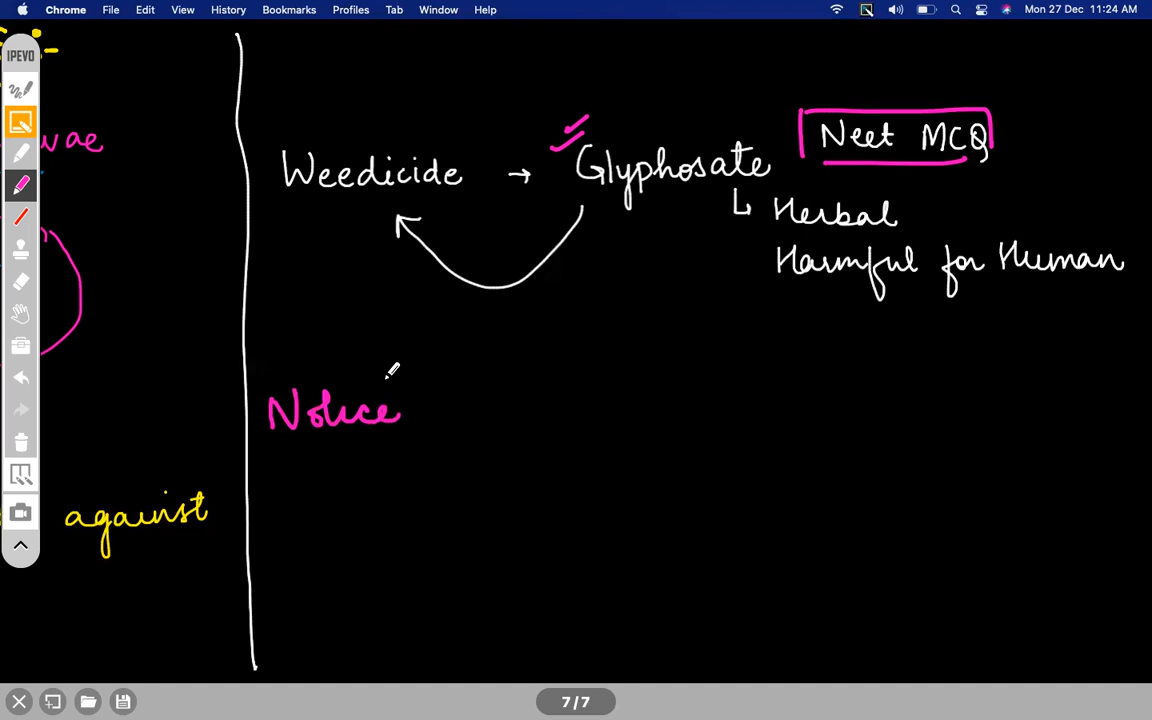 Chrome File Edit View History Bookmarks Profiles Tab Window Help Mon 27 Dec 11:24 AM
IPEVO
vae
Neet MCQ
Weedicide → Glyphosate
Herbal
Harmful for Human
Notice
against
7/7